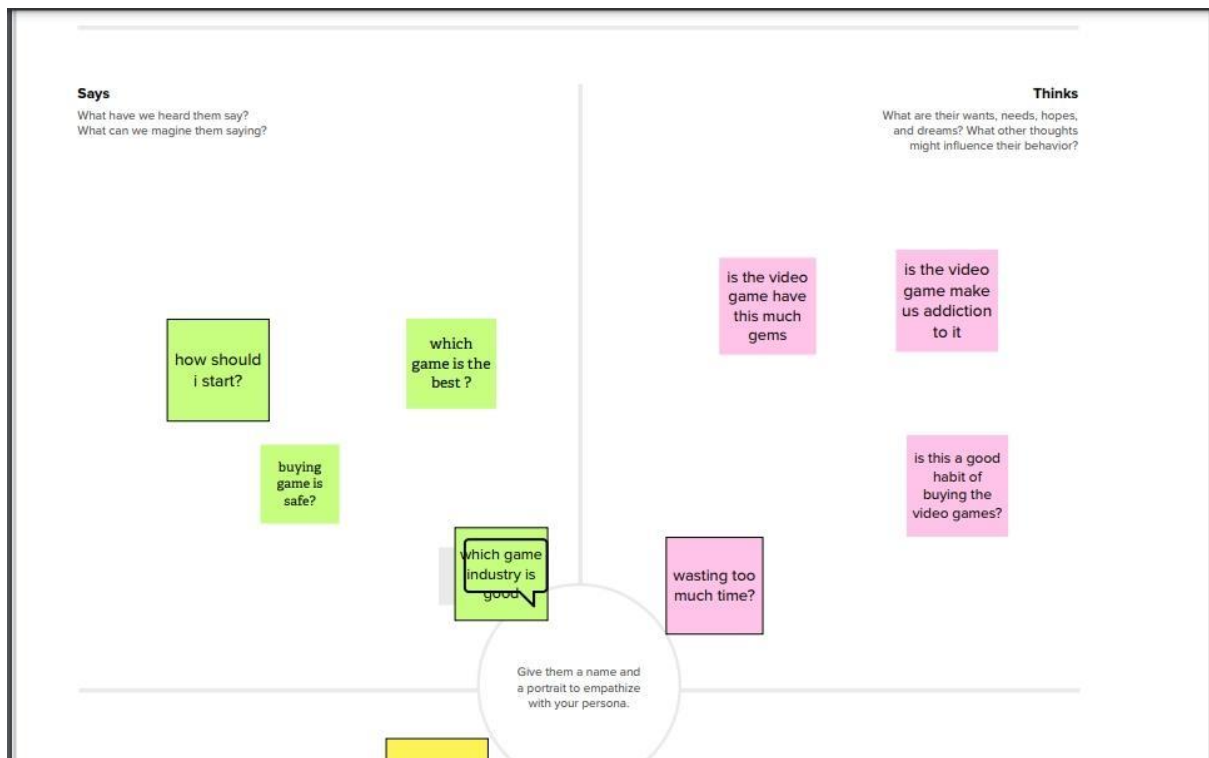 Says
What have we heard them say?
What can we magine them saying?
Thinks
What are their wants, needs, hopes,
and dreams? What other thoughts
might influence their behavior?
how should
i start?
which
game is the
best ?
buying
game is
safe?
which game
industry is
good
is the video
game have
this much
gems
is the video
game make
us addiction
to it
is this a good
habit of
buying the
video games?
wasting too
much time?
Give them a name and
a portrait to empathize
with your persona.